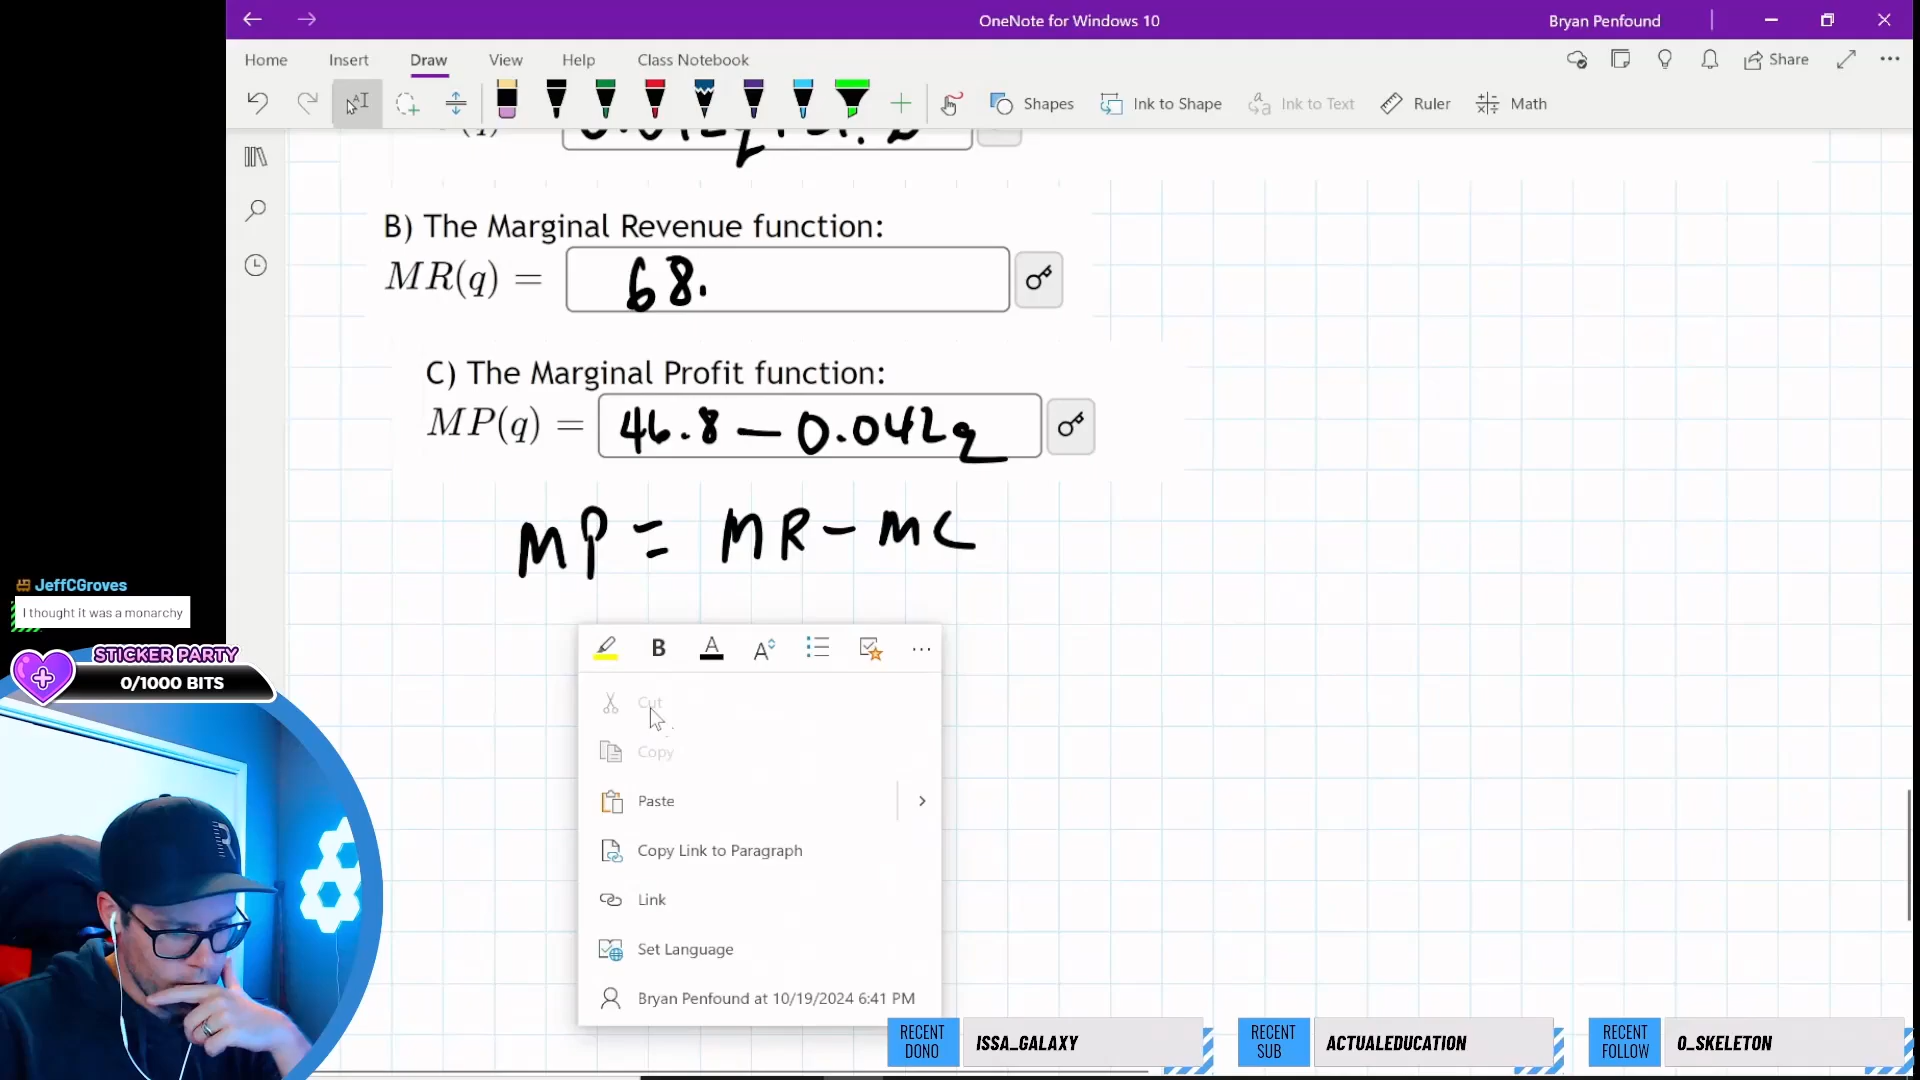 OneNote for Windows 10
Bryan Penfound
Home Insert Draw View Help Class Notebook
Share
Shapes Ink to Shape Ink to Text Ruler Math
B) The Marginal Revenue function:
MR(q) = 68.
C) The Marginal Profit function:
MP(q) = 46.8 – 0.042q
MP = MR – MC
JeffCGroves
I thought it was a monarchy
STICKER PARTY
0/1000 BITS
Cut
Copy
Paste
Copy Link to Paragraph
Link
Set Language
Bryan Penfound at 10/19/2024 6:41 PM
RECENT DONO ISSA_GALAXY
RECENT SUB ACTUALEDUCATION
RECENT FOLLOW O_SKELETON